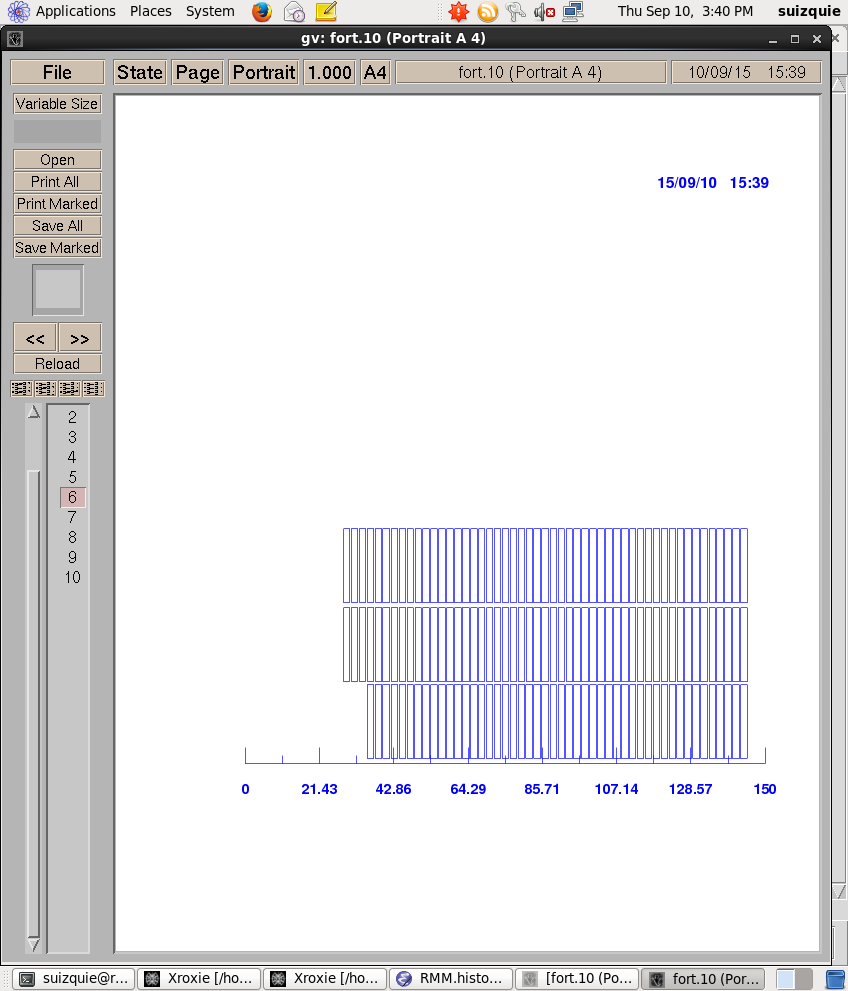 Applications Places System Thu Sep 10, 3:40 PM suizquie
gv: fort.10 (Portrait A 4)
File State Page Portrait 1.000 A4 fort.10 (Portrait A 4) 10/09/15 15:39
Variable Size
Open
Print All
Print Marked
Save All
Save Marked
<< >>
Reload
2
3
4
5
6
7
8
9
10
15/09/10 15:39
0 21.43 42.86 64.29 85.71 107.14 128.57 150
suizquie@r... Xroxie [/ho... Xroxie [/ho... RMM.histo... [fort.10 (Po... fort.10 (Por...